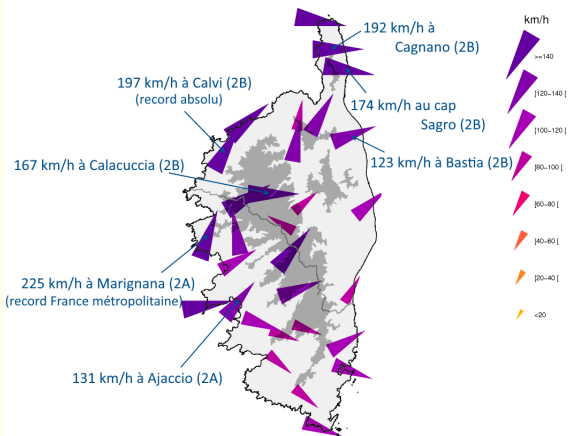 192 km/h à
Cagnano (2B)
197 km/h à Calvi (2B)
(record absolu)
174 km/h au cap
Sagro (2B)
167 km/h à Calacuccia (2B)
123 km/h à Bastia (2B)
225 km/h à Marignana (2A)
(record France métropolitaine)
131 km/h à Ajaccio (2A)
km/h
>=140
[120-140 [
[100-120 [
[80-100 [
[60-80 [
]40-60 [
]20-40 [
<20